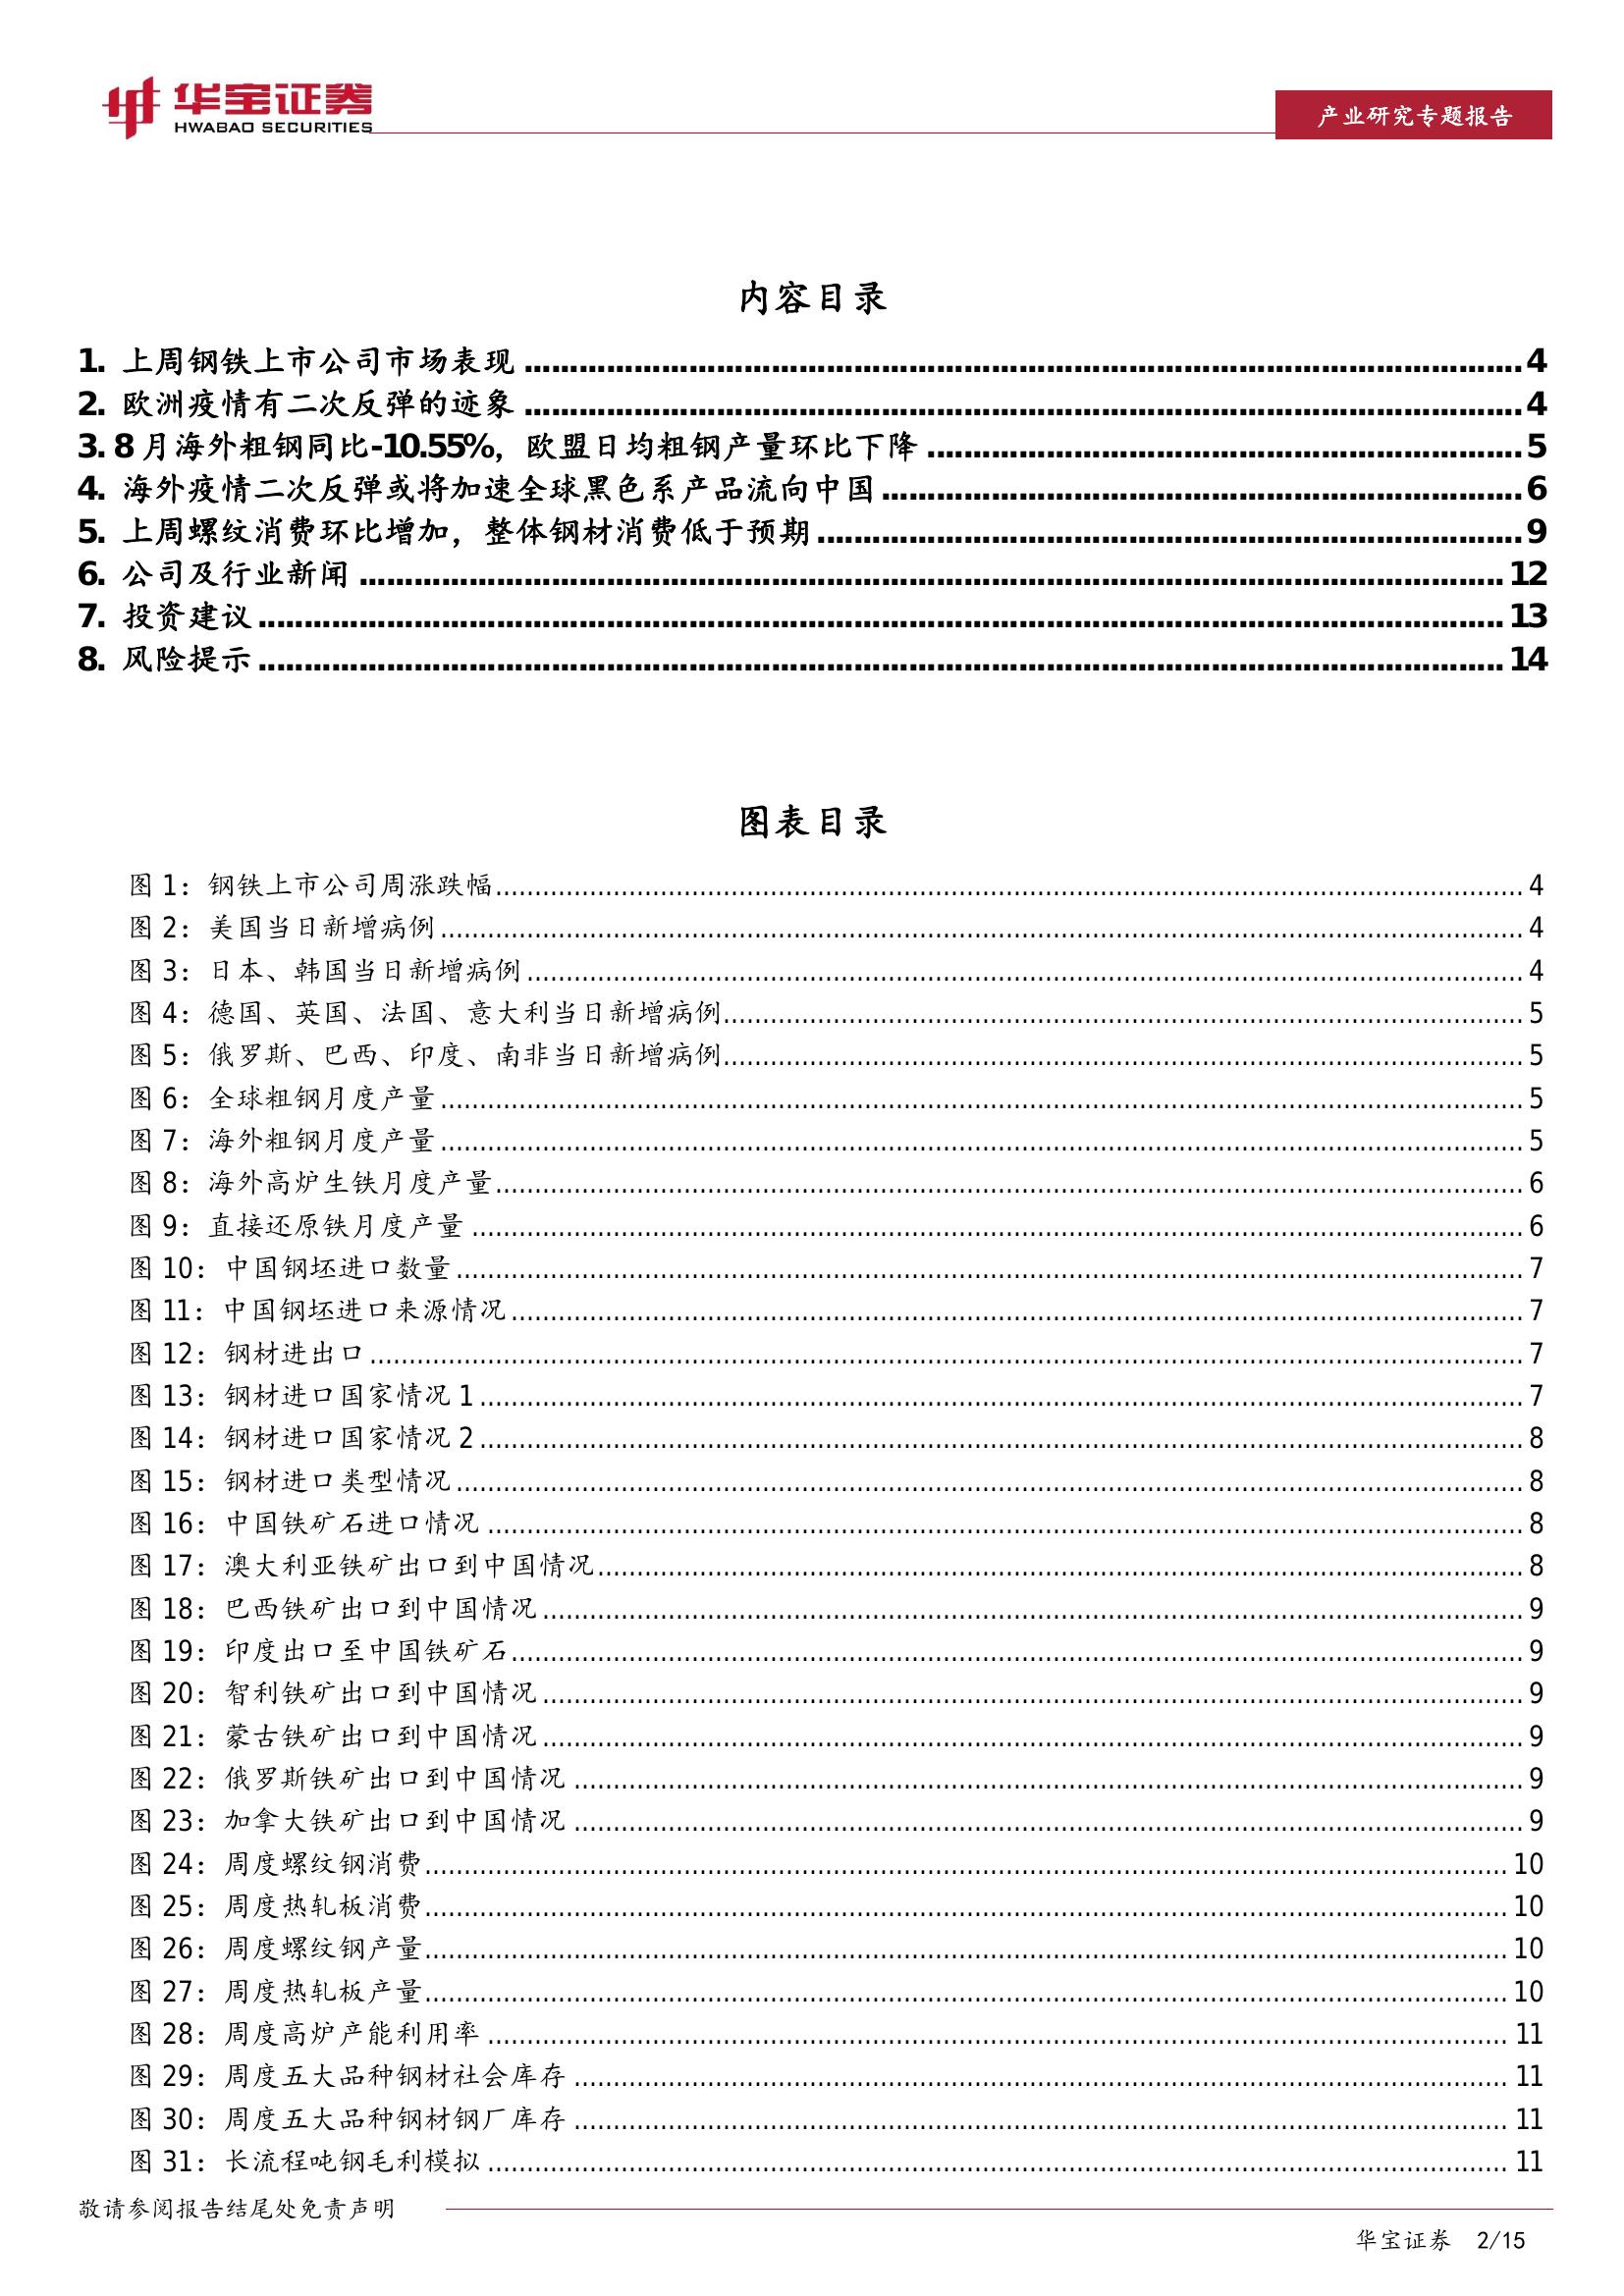 华宝证券
HWABAO SECURITIES
产业研究专题报告
内容目录
1. 上周钢铁上市公司市场表现 ........ 4
2. 欧洲疫情有二次反弹的迹象 ........ 4
3. 8 月海外粗钢同比-10.55%，欧盟日均粗钢产量环比下降 ........ 5
4. 海外疫情二次反弹或将加速全球黑色系产品流向中国 ........ 6
5. 上周螺纹消费环比增加，整体钢材消费低于预期 ........ 9
6. 公司及行业新闻 ........ 12
7. 投资建议 ........ 13
8. 风险提示 ........ 14
图表目录
图 1：钢铁上市公司周涨跌幅 ........ 4
图 2：美国当日新增病例 ........ 4
图 3：日本、韩国当日新增病例 ........ 4
图 4：德国、英国、法国、意大利当日新增病例 ........ 5
图 5：俄罗斯、巴西、印度、南非当日新增病例 ........ 5
图 6：全球粗钢月度产量 ........ 5
图 7：海外粗钢月度产量 ........ 5
图 8：海外高炉生铁月度产量 ........ 6
图 9：直接还原铁月度产量 ........ 6
图 10：中国钢坯进口数量 ........ 7
图 11：中国钢坯进口来源情况 ........ 7
图 12：钢材进出口 ........ 7
图 13：钢材进口国家情况 1 ........ 7
图 14：钢材进口国家情况 2 ........ 8
图 15：钢材进口类型情况 ........ 8
图 16：中国铁矿石进口情况 ........ 8
图 17：澳大利亚铁矿出口到中国情况 ........ 8
图 18：巴西铁矿出口到中国情况 ........ 9
图 19：印度出口至中国铁矿石 ........ 9
图 20：智利铁矿出口到中国情况 ........ 9
图 21：蒙古铁矿出口到中国情况 ........ 9
图 22：俄罗斯铁矿出口到中国情况 ........ 9
图 23：加拿大铁矿出口到中国情况 ........ 9
图 24：周度螺纹钢消费 ........ 10
图 25：周度热轧板消费 ........ 10
图 26：周度螺纹钢产量 ........ 10
图 27：周度热轧板产量 ........ 10
图 28：周度高炉产能利用率 ........ 11
图 29：周度五大品种钢材社会库存 ........ 11
图 30：周度五大品种钢材钢厂库存 ........ 11
图 31：长流程吨钢毛利模拟 ........ 11
敬请参阅报告结尾处免责声明
华宝证券 2/15